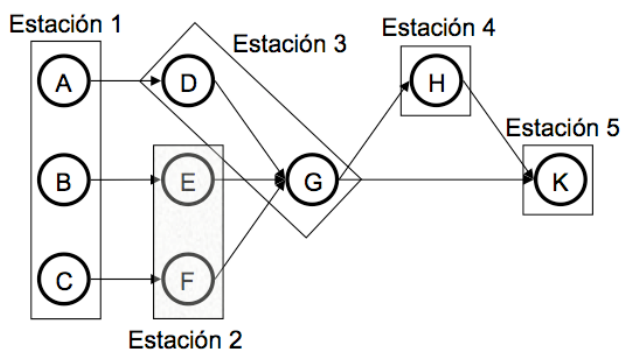 Estación 1
Estación 4
Estación 3
A
D
H
Estación 5
B
E
G
K
C
F
Estación 2